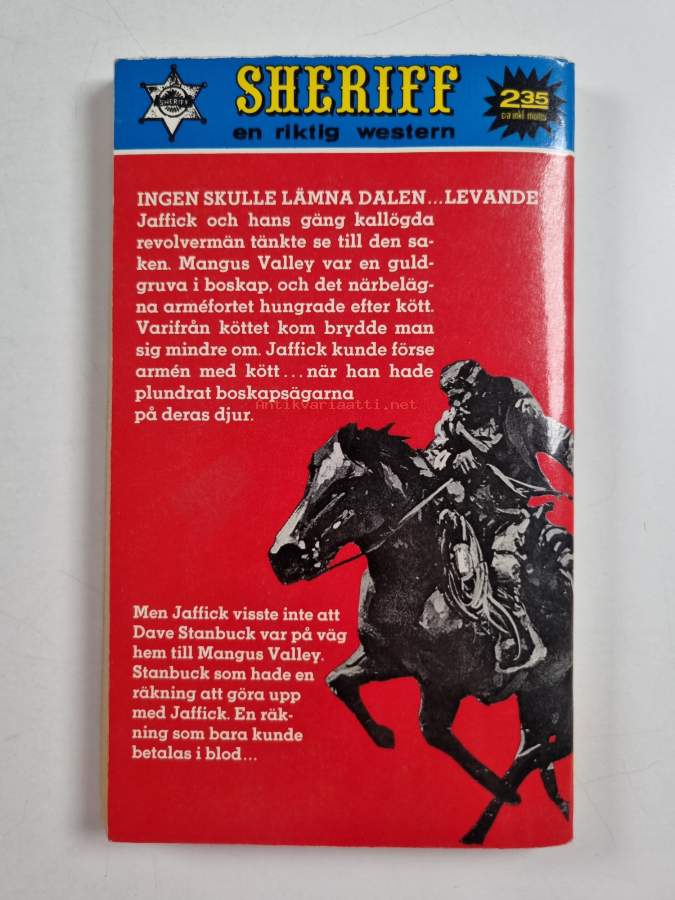 SHERIFF
SHERIFF
en riktig western
2.35
ca inkl moms
INGEN SKULLE LÄMNA DALEN...LEVANDE
Jaffick och hans gäng kallögda
revolvermän tänkte se till den sa-
ken. Mangus Valley var en guld-
gruva i boskap, och det närbeläg-
na arméfortet hungrade efter kött.
Varifrån köttet kom brydde man
sig mindre om. Jaffick kunde förse
armén med kött...när han hade
plundrat boskapsägarna
på deras djur.
antikvariaatti.net
Men Jaffick visste inte att
Dave Stanbuck var på väg
hem till Mangus Valley.
Stanbuck som hade en
räkning att göra upp
med Jaffick. En räk-
ning som bara kunde
betalas i blod...